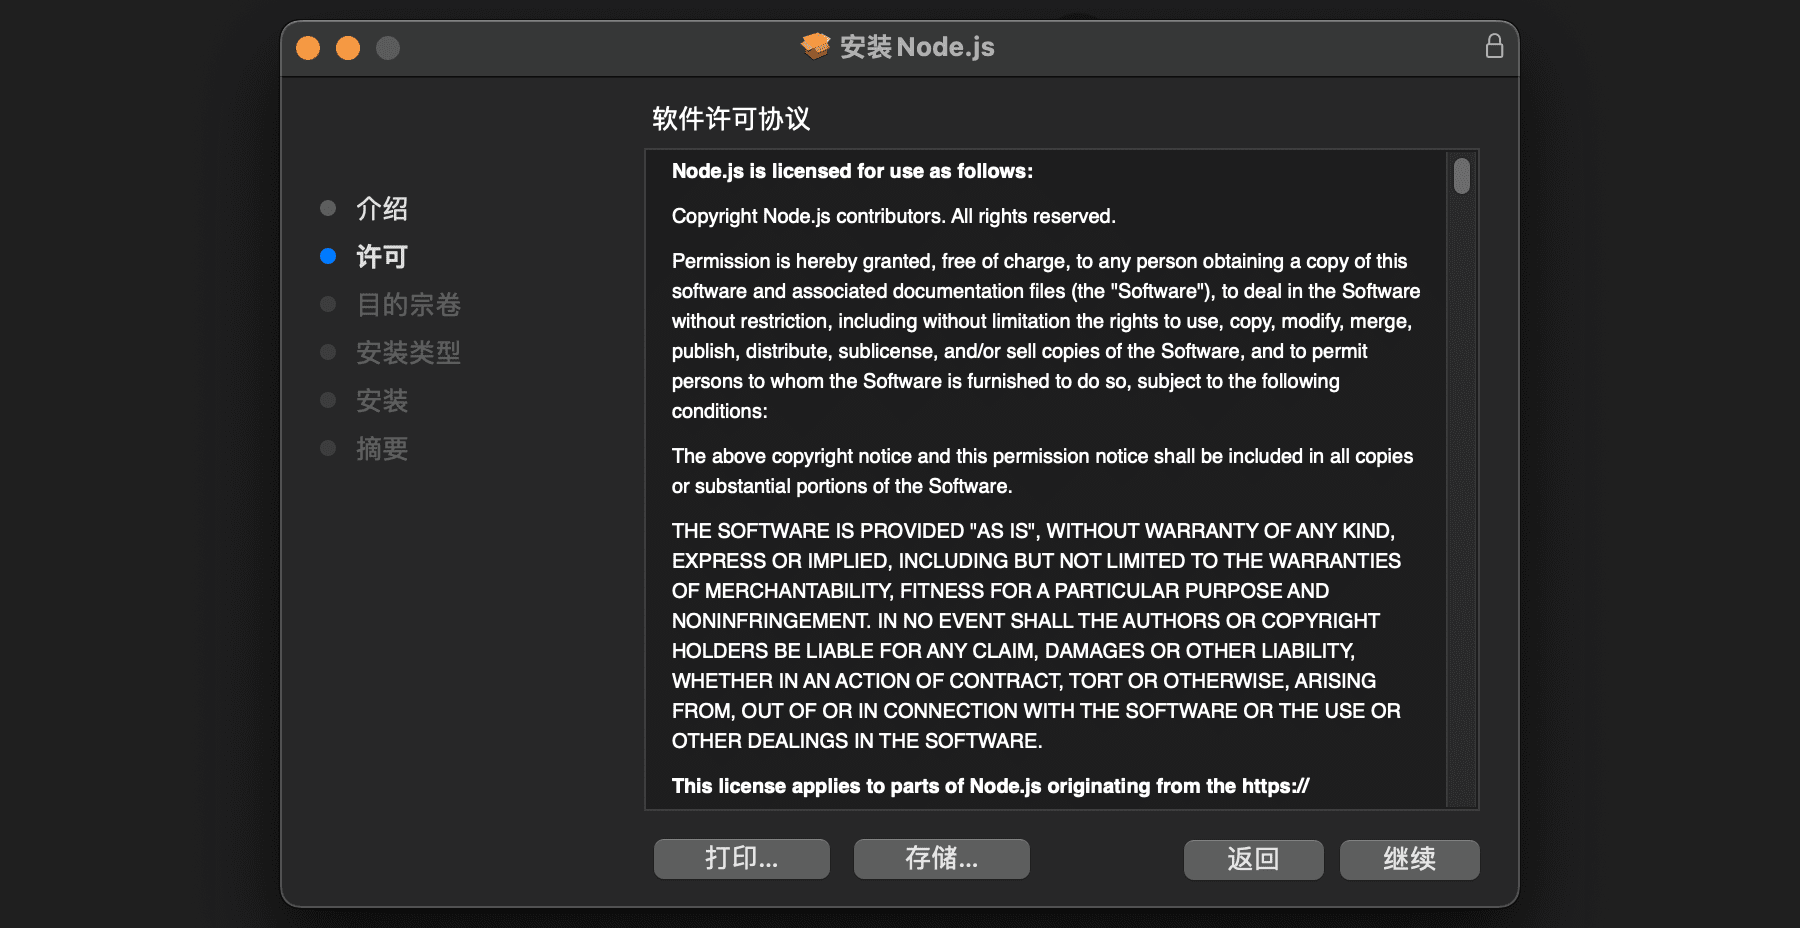 安装Node.js
软件许可协议
介绍
许可
目的宗卷
安装类型
安装
摘要
Node.js is licensed for use as follows:
Copyright Node.js contributors. All rights reserved.
Permission is hereby granted, free of charge, to any person obtaining a copy of this
software and associated documentation files (the "Software"), to deal in the Software
without restriction, including without limitation the rights to use, copy, modify, merge,
publish, distribute, sublicense, and/or sell copies of the Software, and to permit
persons to whom the Software is furnished to do so, subject to the following
conditions:
The above copyright notice and this permission notice shall be included in all copies
or substantial portions of the Software.
THE SOFTWARE IS PROVIDED "AS IS", WITHOUT WARRANTY OF ANY KIND,
EXPRESS OR IMPLIED, INCLUDING BUT NOT LIMITED TO THE WARRANTIES
OF MERCHANTABILITY, FITNESS FOR A PARTICULAR PURPOSE AND
NONINFRINGEMENT. IN NO EVENT SHALL THE AUTHORS OR COPYRIGHT
HOLDERS BE LIABLE FOR ANY CLAIM, DAMAGES OR OTHER LIABILITY,
WHETHER IN AN ACTION OF CONTRACT, TORT OR OTHERWISE, ARISING
FROM, OUT OF OR IN CONNECTION WITH THE SOFTWARE OR THE USE OR
OTHER DEALINGS IN THE SOFTWARE.
This license applies to parts of Node.js originating from the https://
打印...
存储...
返回
继续